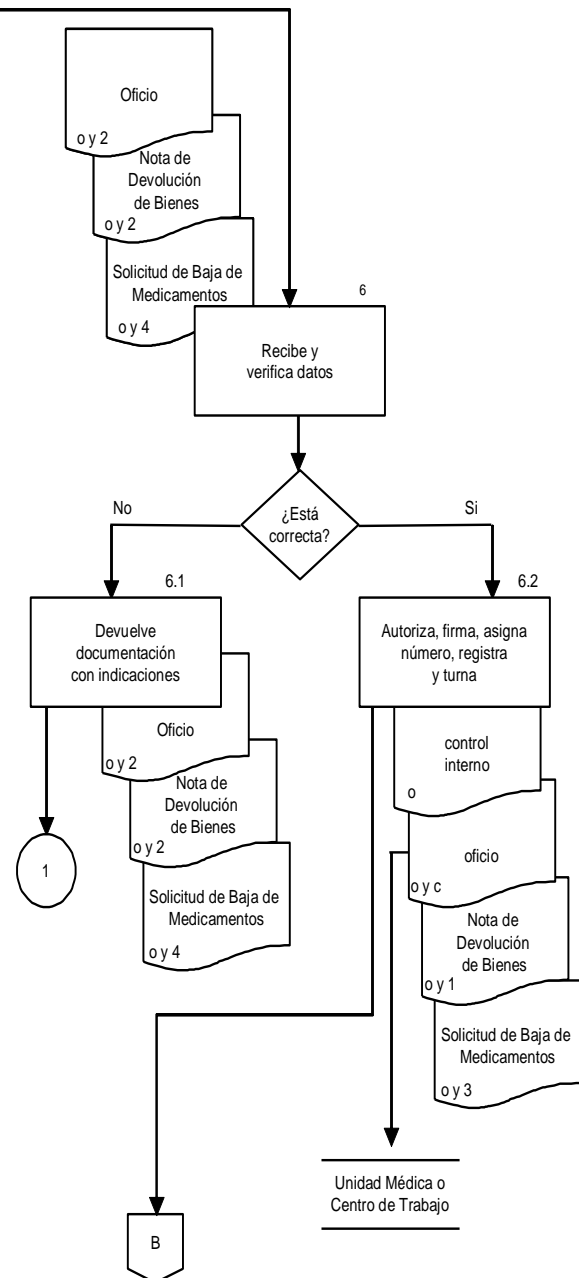 Oficio
o y 2
Nota de
Devolución
de Bienes
o y 2
Solicitud de Baja de
Medicamentos
o y 4
6
Recibe y
verifica datos
¿Está
correcta?
No
Si
6.1
Devuelve
documentación
con indicaciones
Oficio
o y 2
Nota de
Devolución
de Bienes
o y 2
Solicitud de Baja de
Medicamentos
o y 4
1
6.2
Autoriza, firma, asigna
número, registra
y turna
control
interno
o
oficio
o y c
Nota de
Devolución
de Bienes
o y 1
Solicitud de Baja de
Medicamentos
o y 3
Unidad Médica o
Centro de Trabajo
B